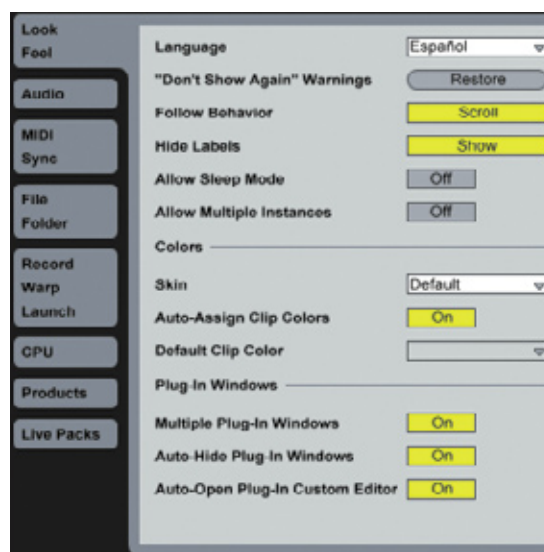 Look
Feel
Audio
MIDI
Sync
File
Folder
Record
Warp
Launch
CPU
Products
Live Packs
Language Español
"Don't Show Again" Warnings Restore
Follow Behavior Scroll
Hide Labels Show
Allow Sleep Mode Off
Allow Multiple Instances Off
Colors
Skin Default
Auto-Assign Clip Colors On
Default Clip Color
Plug-In Windows
Multiple Plug-In Windows On
Auto-Hide Plug-In Windows On
Auto-Open Plug-In Custom Editor On